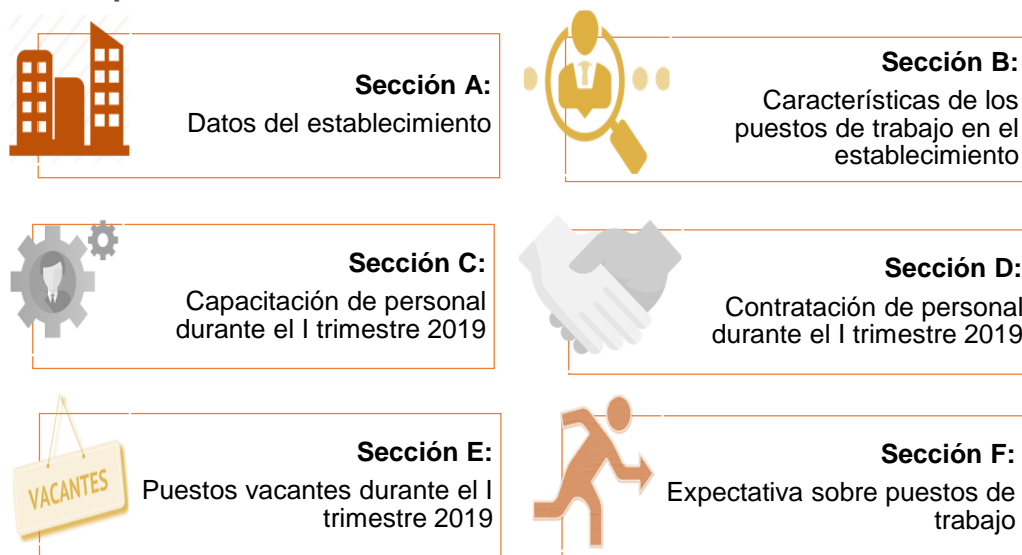 Sección A:
Datos del establecimiento
Sección B:
Características de los
puestos de trabajo en el
establecimiento
Sección C:
Capacitación de personal
durante el I trimestre 2019
Sección D:
Contratación de personal
durante el I trimestre 2019
VACANTES
Sección E:
Puestos vacantes durante el I
trimestre 2019
Sección F:
Expectativa sobre puestos de
trabajo